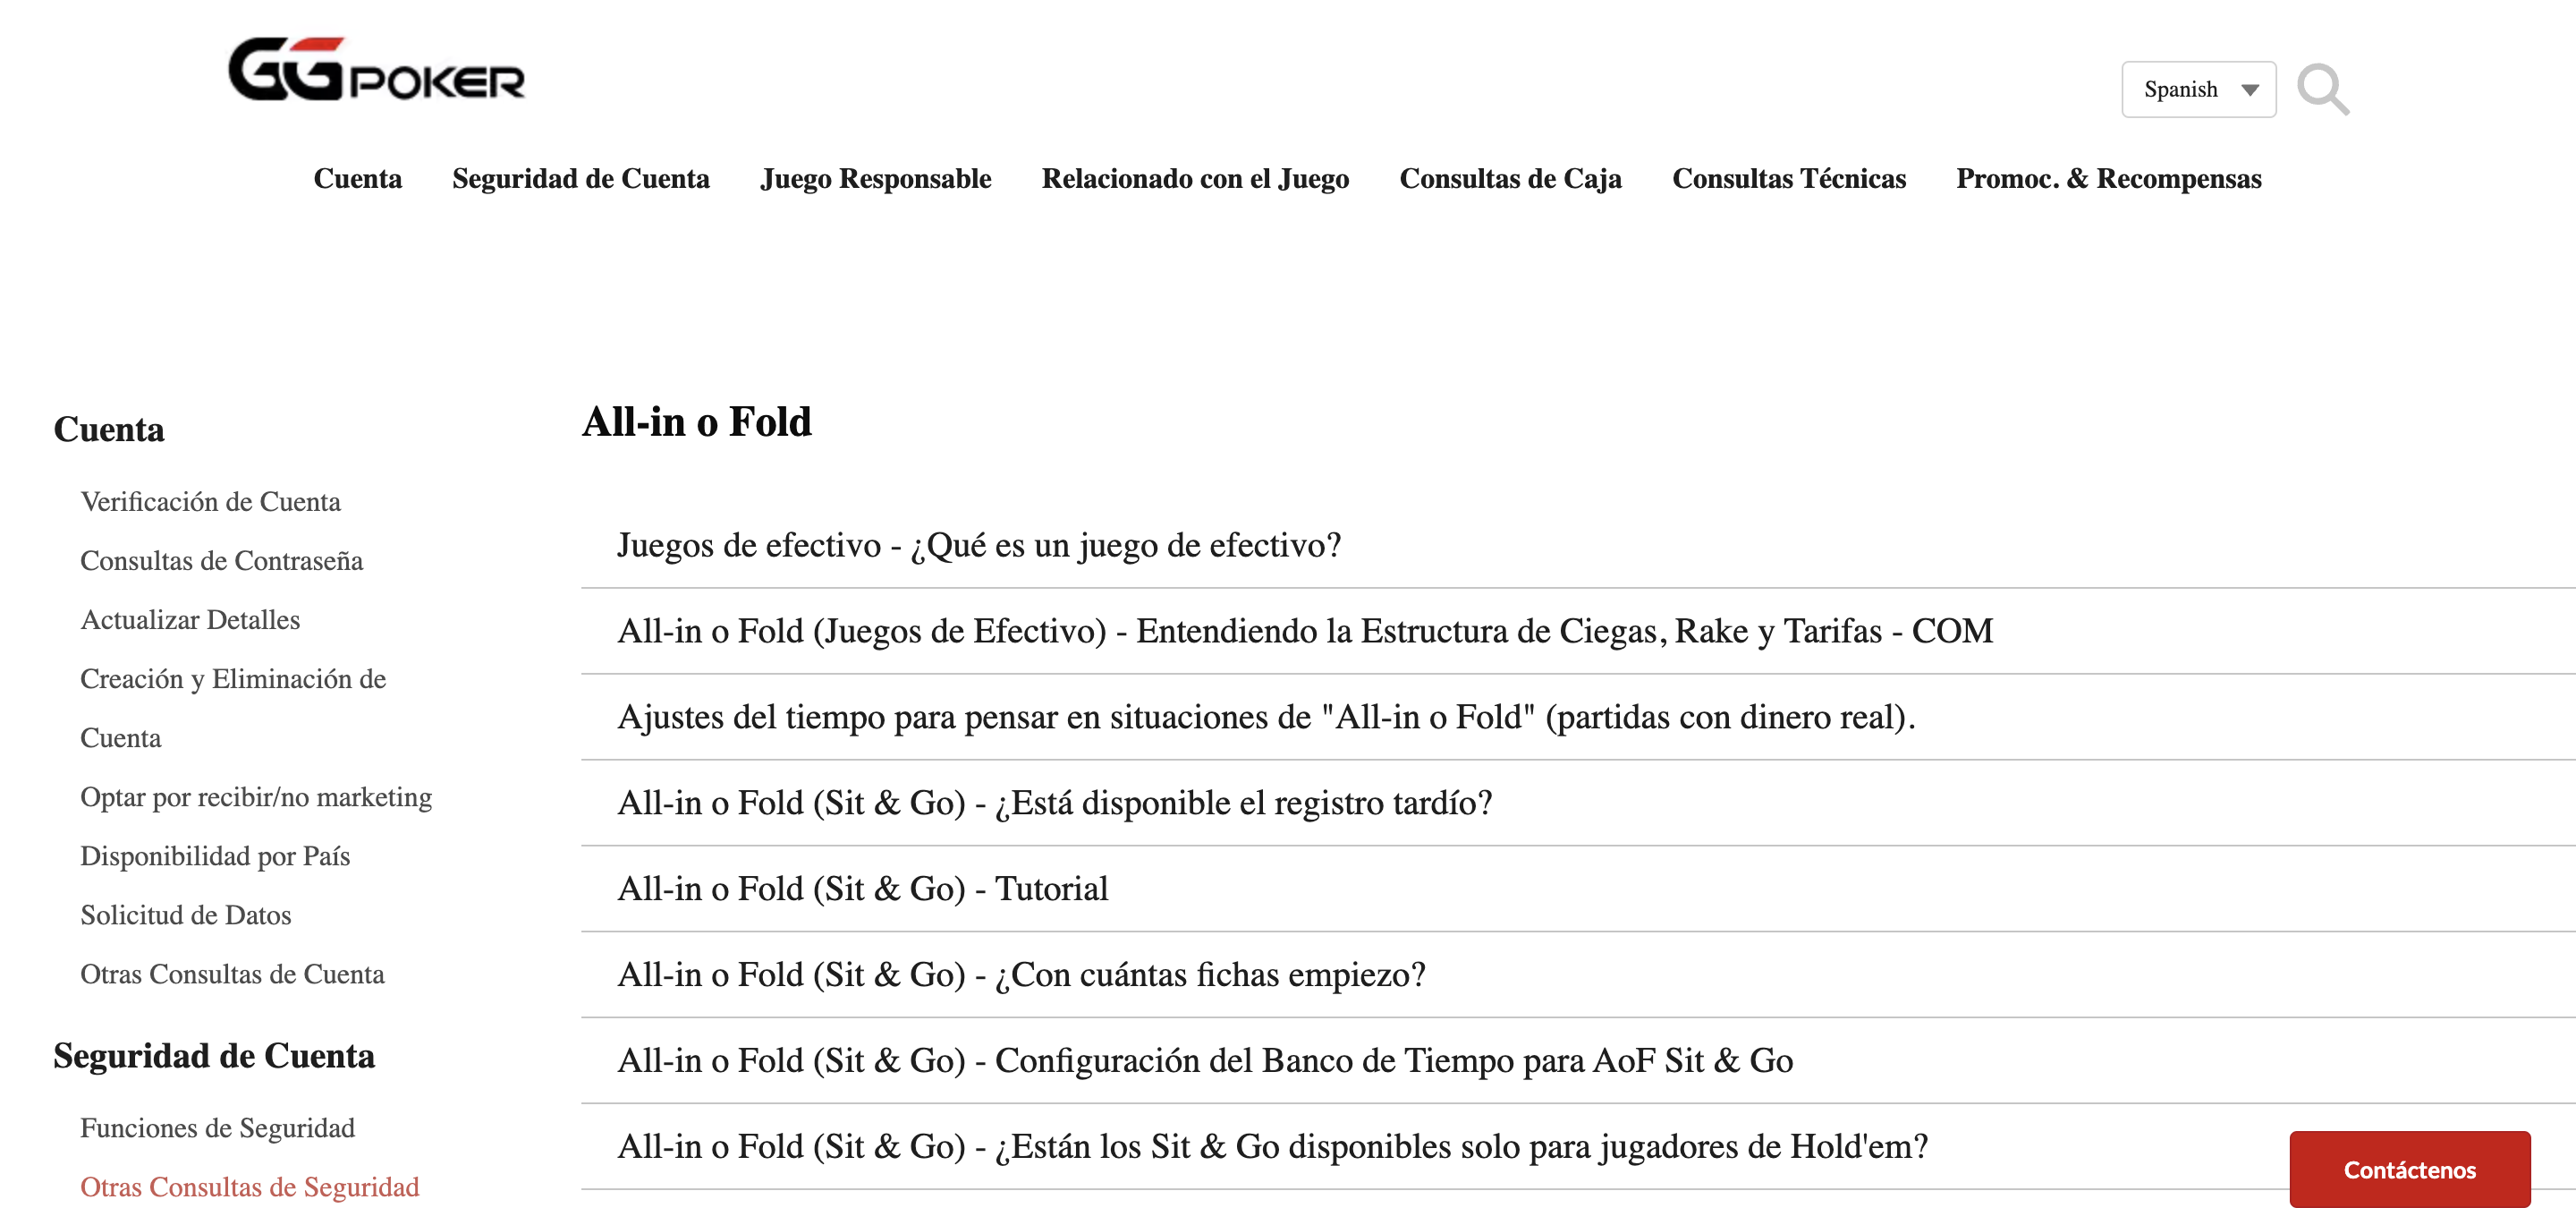 GGPOKER
Spanish
Cuenta Seguridad de Cuenta Juego Responsable Relacionado con el Juego Consultas de Caja Consultas Técnicas Promoc. & Recompensas
Cuenta
Verificación de Cuenta
Consultas de Contraseña
Actualizar Detalles
Creación y Eliminación de
Cuenta
Optar por recibir/no marketing
Disponibilidad por País
Solicitud de Datos
Otras Consultas de Cuenta
Seguridad de Cuenta
Funciones de Seguridad
Otras Consultas de Seguridad
All-in o Fold
Juegos de efectivo - ¿Qué es un juego de efectivo?
All-in o Fold (Juegos de Efectivo) - Entendiendo la Estructura de Ciegas, Rake y Tarifas - COM
Ajustes del tiempo para pensar en situaciones de "All-in o Fold" (partidas con dinero real).
All-in o Fold (Sit & Go) - ¿Está disponible el registro tardío?
All-in o Fold (Sit & Go) - Tutorial
All-in o Fold (Sit & Go) - ¿Con cuántas fichas empiezo?
All-in o Fold (Sit & Go) - Configuración del Banco de Tiempo para AoF Sit & Go
All-in o Fold (Sit & Go) - ¿Están los Sit & Go disponibles solo para jugadores de Hold'em?
Contáctenos